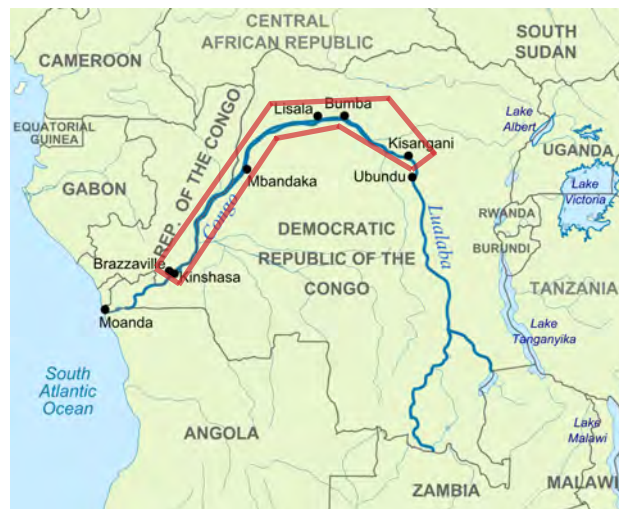 CENTRAL
AFRICAN REPUBLIC
SOUTH
SUDAN
CAMEROON
Lisala
Bumba
Lake
Albert
EQUATORIAL
GUINEA
Kisangani
UGANDA
REP. OF THE CONGO
Mbandaka
Ubundu
GABON
Lake
Victoria
Congo
Lualaba
RWANDA
DEMOCRATIC
REPUBLIC OF THE
CONGO
BURUNDI
Brazzaville
Kinshasa
TANZANIA
Moanda
Lake
Tanganyika
South
Atlantic
Ocean
ANGOLA
Lake
Malawi
ZAMBIA
MALAWI